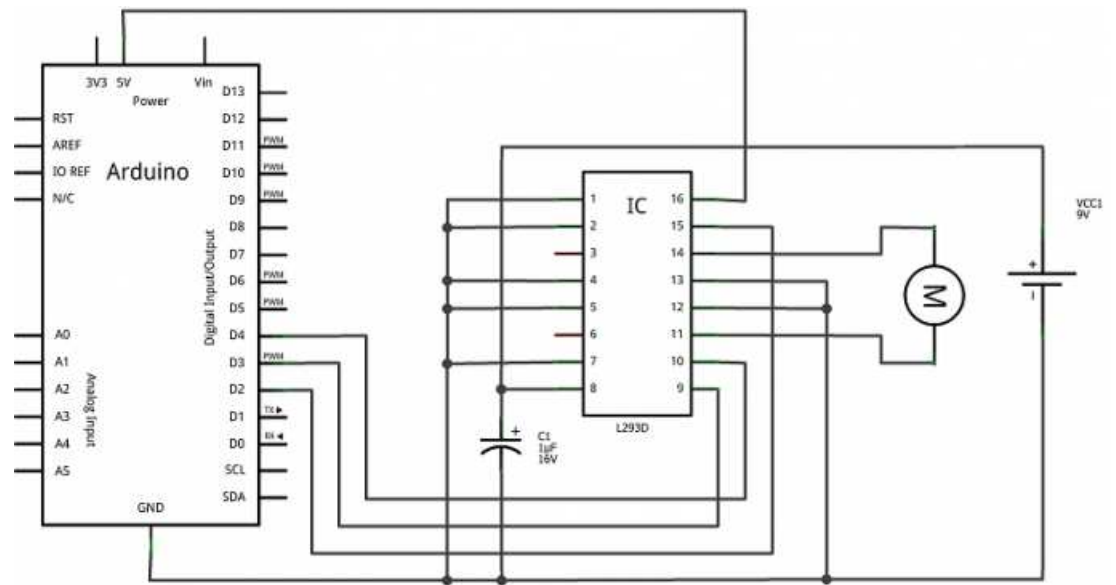 3V3 5V Vin
Power
Arduino
RST
AREF
IO REF
N/C
A0
A1
A2
A3
A4
A5
Analog Input
D13
D12
D11 PWM
D10 PWM
D9 PWM
D8
D7
D6 PWM
D5 PWM
D4
D3 PWM
D2
D1 TX
D0 RX
SCL
SDA
Digital Input/Output
GND
IC
1 16
2 15
3 14
4 13
5 12
6 11
7 10
8 9
L293D
+ C1
1µF
16V
M
VCC1
9V
+